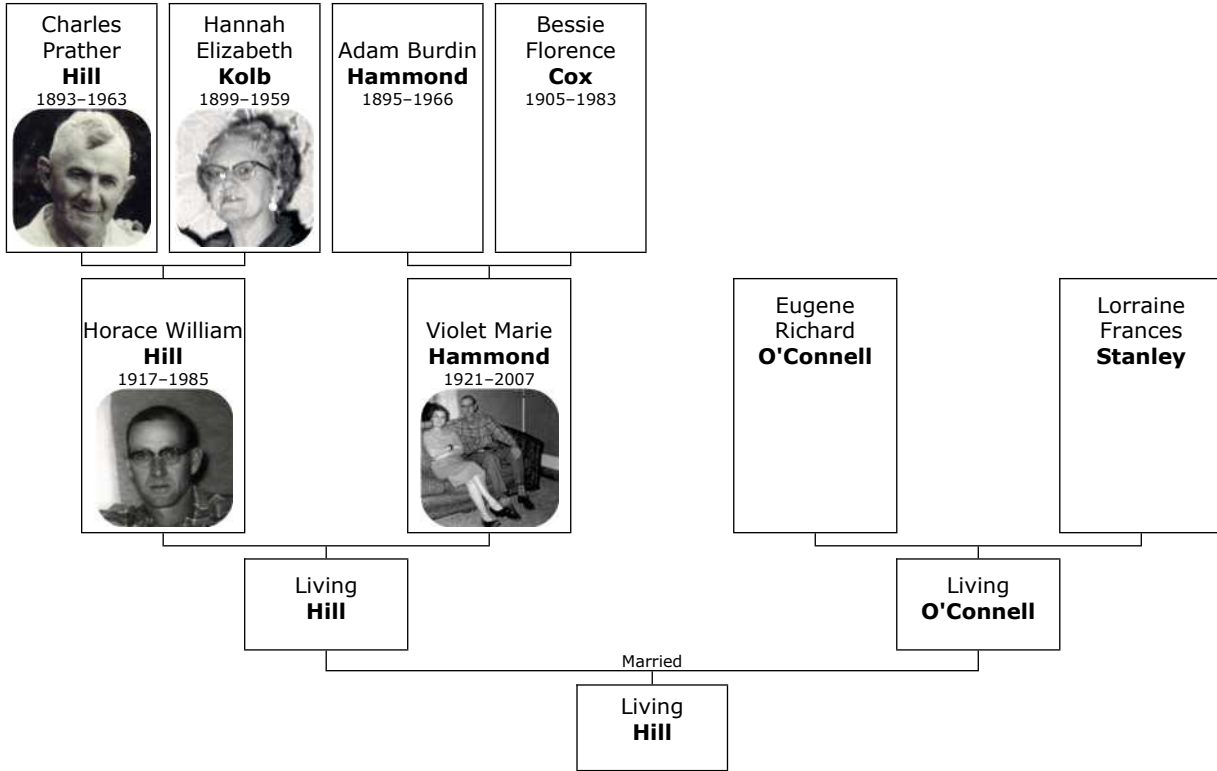 Charles
Prather
Hill
1893–1963
Hannah
Elizabeth
Kolb
1899–1959
Adam Burdin
Hammond
1895–1966
Bessie
Florence
Cox
1905–1983
Horace William
Hill
1917–1985
Violet Marie
Hammond
1921–2007
Eugene
Richard
O'Connell
Lorraine
Frances
Stanley
Living
Hill
Living
O'Connell
Married
Living
Hill